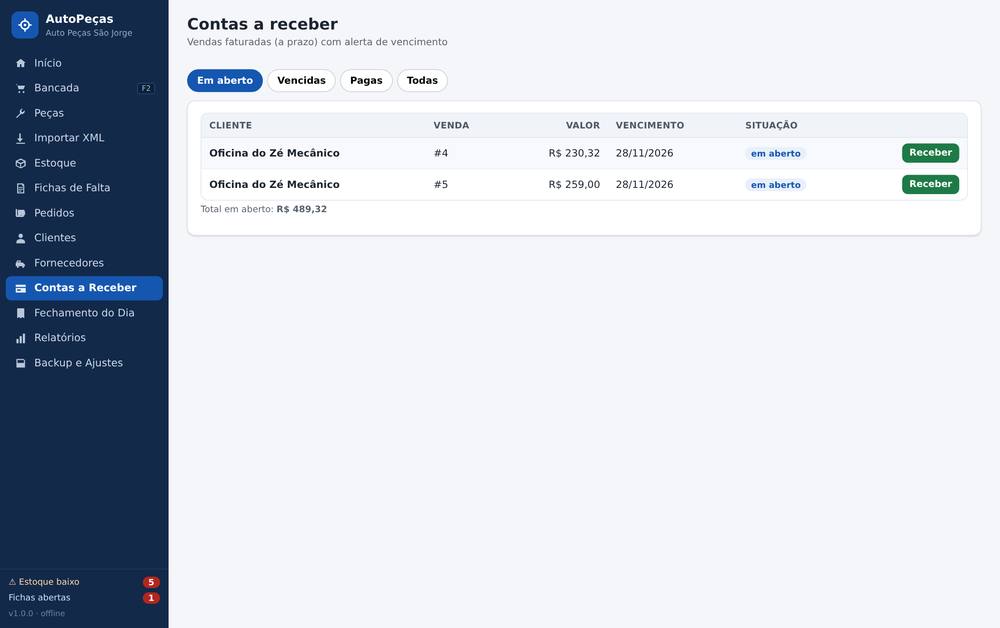 AutoPeças
Auto Peças São Jorge
Início
Bancada F2
Peças
Importar XML
Estoque
Fichas de Falta
Pedidos
Clientes
Fornecedores
Contas a Receber
Fechamento do Dia
Relatórios
Backup e Ajustes
⚠ Estoque baixo 5
Fichas abertas 1
v1.0.0 · offline
Contas a receber
Vendas faturadas (a prazo) com alerta de vencimento
Em aberto Vencidas Pagas Todas
CLIENTE VENDA VALOR VENCIMENTO SITUAÇÃO
Oficina do Zé Mecânico #4 R$ 230,32 28/11/2026 em aberto Receber
Oficina do Zé Mecânico #5 R$ 259,00 28/11/2026 em aberto Receber
Total em aberto: R$ 489,32